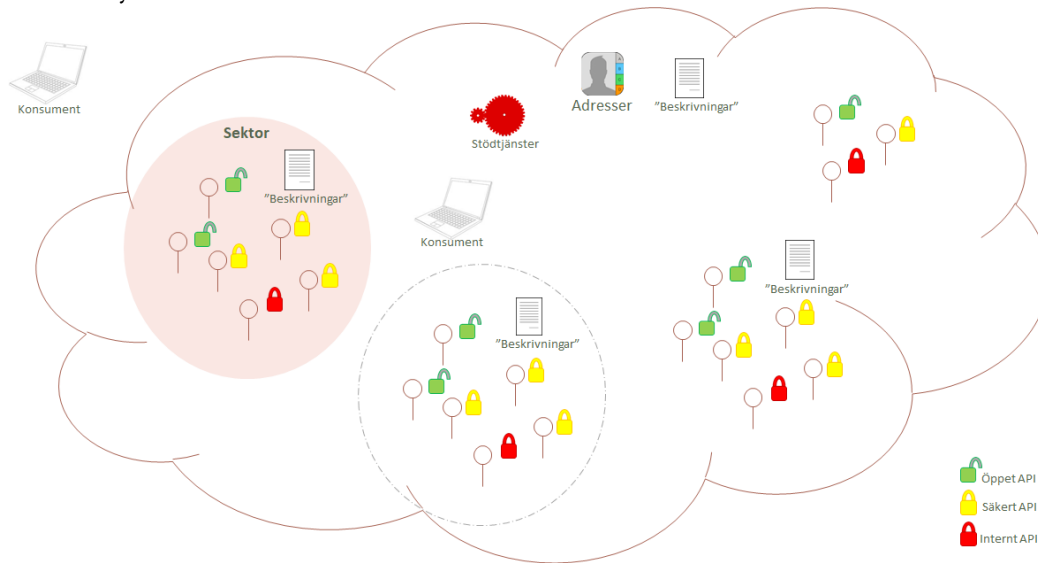 Konsument
Adresser
"Beskrivningar"
Stödtjänster
Sektor
"Beskrivningar"
Konsument
"Beskrivningar"
"Beskrivningar"
Öppet API
Säkert API
Internt API